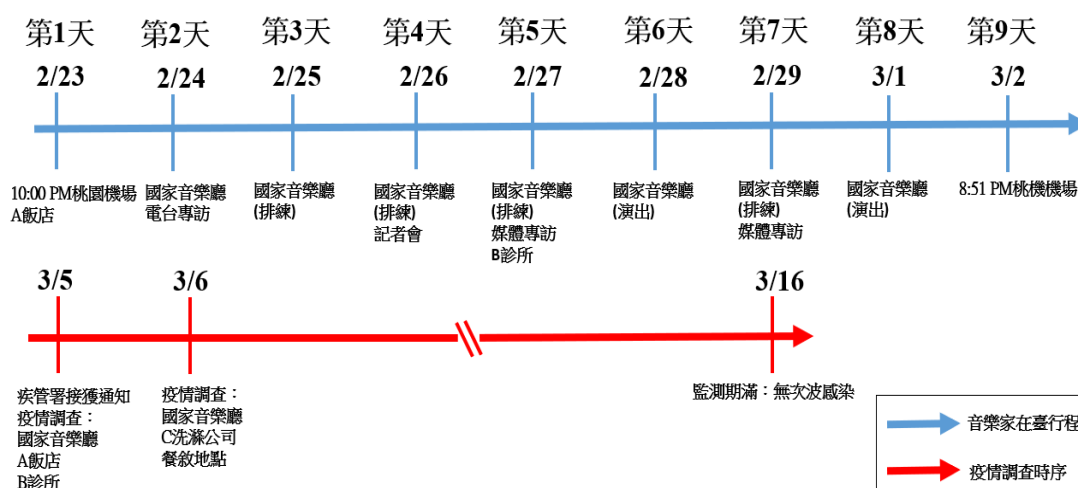 第1天 第2天 第3天 第4天 第5天 第6天 第7天 第8天 第9天
2/23 2/24 2/25 2/26 2/27 2/28 2/29 3/1 3/2
10:00 PM桃園機場
A飯店
國家音樂廳
電台專訪
國家音樂廳
(排練)
國家音樂廳
(排練)
記者會
國家音樂廳
(排練)
媒體專訪
B診所
國家音樂廳
(演出)
國家音樂廳
(排練)
媒體專訪
國家音樂廳
(演出)
8:51 PM桃機機場
3/5 3/6 3/16
疾管署接獲通知
疫情調查：
國家音樂廳
A飯店
B診所
疫情調查：
國家音樂廳
C洗滌公司
餐敘地點
監測期滿：無次波感染
音樂家在臺行程
疫情調查時序